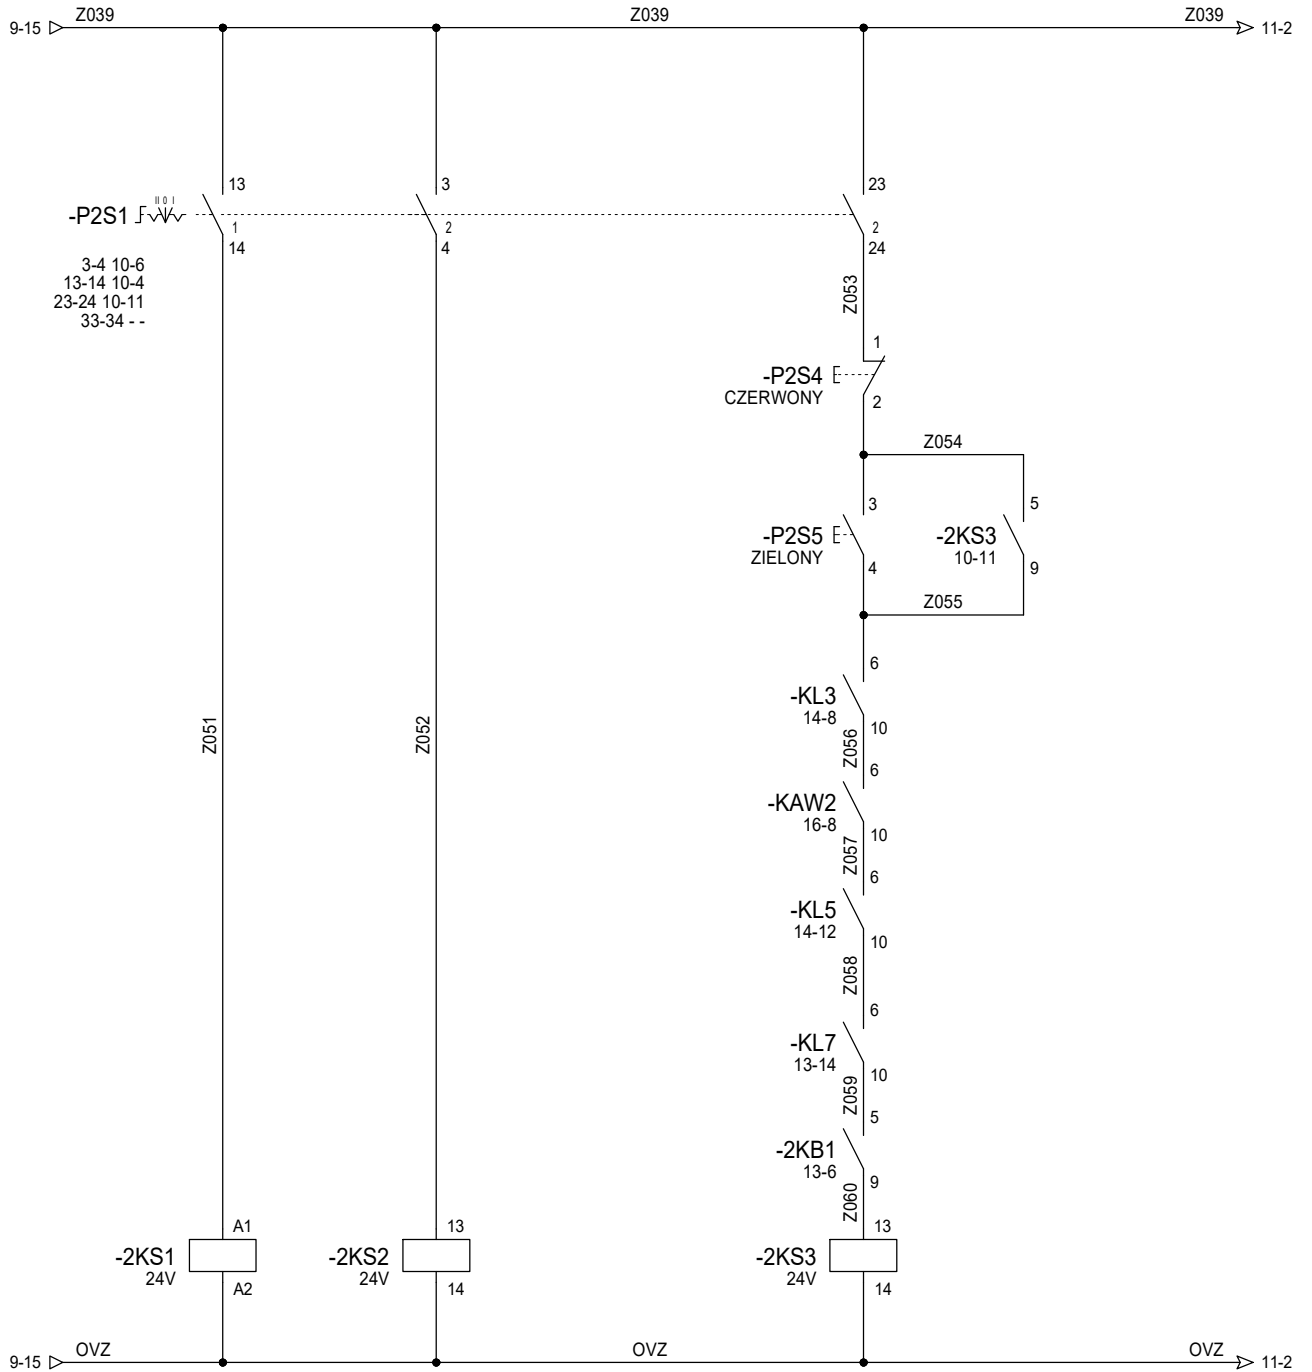 Z039 Z039 Z039
9-15 11-2
13 3 23
II 0 I
-P2S1 1 2 2
14 4 24
3-4 10-6
13-14 10-4
23-24 10-11
33-34 - -
Z053
1
-P2S4
CZERWONY 2
Z054
3 5
-P2S5 -2KS3
ZIELONY 10-11
4 9
Z055
6
-KL3
14-8
10
Z051 Z052 Z056
6
-KAW2
16-8
10
Z057
6
-KL5
14-12
10
Z058
6
-KL7
13-14
10
Z059
5
-2KB1
13-6
9
Z060
A1 13 13
-2KS1 -2KS2 -2KS3
24V 24V 24V
A2 14 14
OVZ OVZ OVZ
9-15 11-2